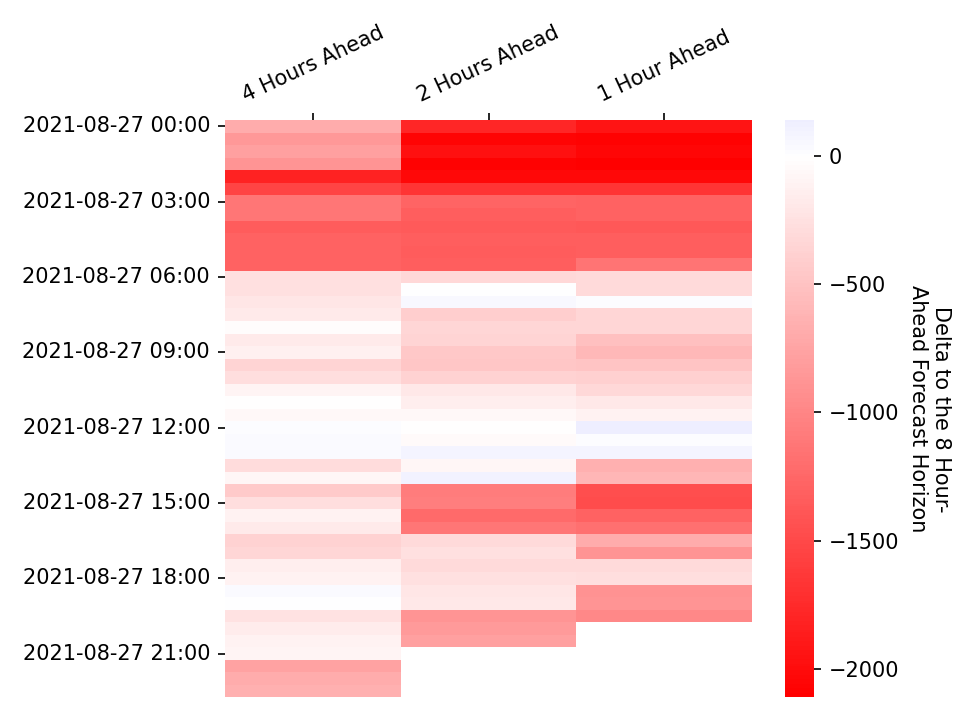 4 Hours Ahead
2 Hours Ahead
1 Hour Ahead
2021-08-27 00:00
2021-08-27 03:00
2021-08-27 06:00
2021-08-27 09:00
2021-08-27 12:00
2021-08-27 15:00
2021-08-27 18:00
2021-08-27 21:00
0
−500
−1000
−1500
−2000
Delta to the 8 Hour-
Ahead Forecast Horizon